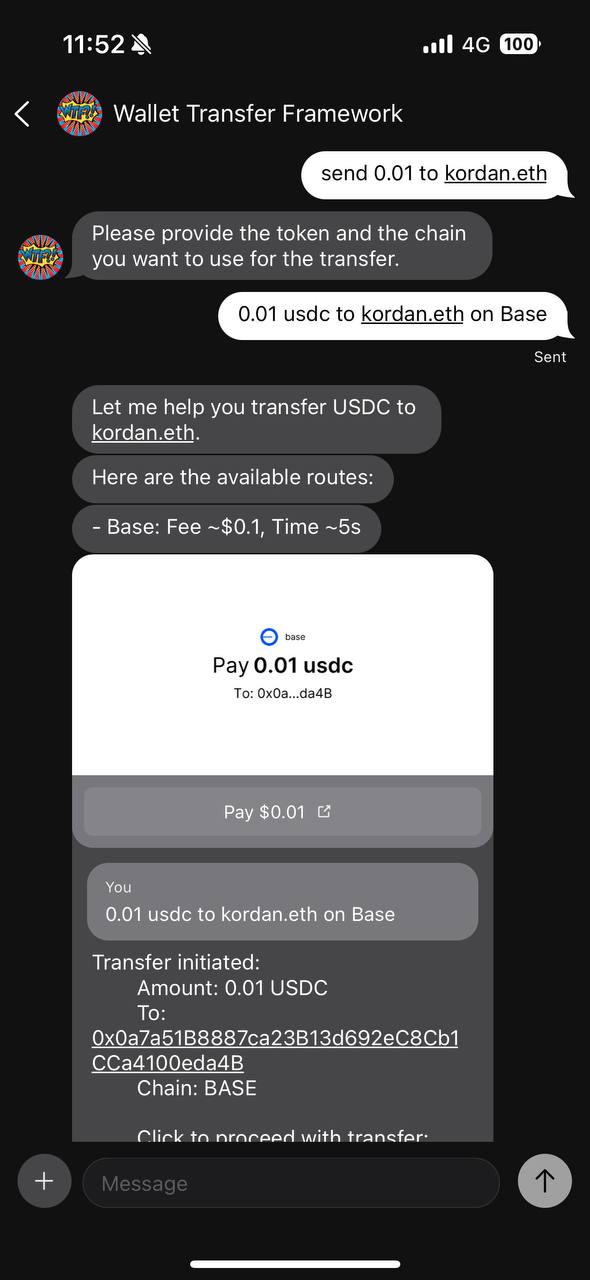 11:52
4G
100
WTF!
Wallet Transfer Framework
send 0.01 to kordan.eth
WTF!
Please provide the token and the chain
you want to use for the transfer.
0.01 usdc to kordan.eth on Base
Sent
Let me help you transfer USDC to
kordan.eth.
Here are the available routes:
- Base: Fee ~$0.1, Time ~5s
base
Pay 0.01 usdc
To: 0x0a...da4B
Pay $0.01
You
0.01 usdc to kordan.eth on Base
Transfer initiated:
Amount: 0.01 USDC
To:
0x0a7a51B8887ca23B13d692eC8Cb1
CCa4100eda4B
Chain: BASE
Click to proceed with transfer:
Message